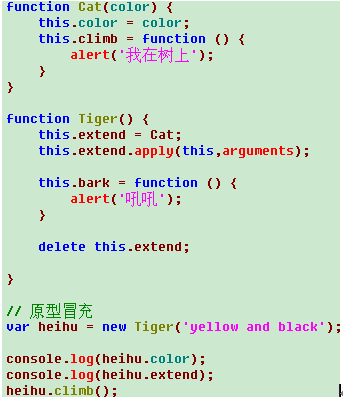 function Cat(color) {
    this.color = color;
    this.climb = function () {
        alert('我在树上');
    }
}

function Tiger() {
    this.extend = Cat;
    this.extend.apply(this,arguments);

    this.bark = function () {
        alert('吼吼');
    }

    delete this.extend;

}

// 原型冒充
var heihu = new Tiger('yellow and black');

console.log(heihu.color);
console.log(heihu.extend);
heihu.climb();